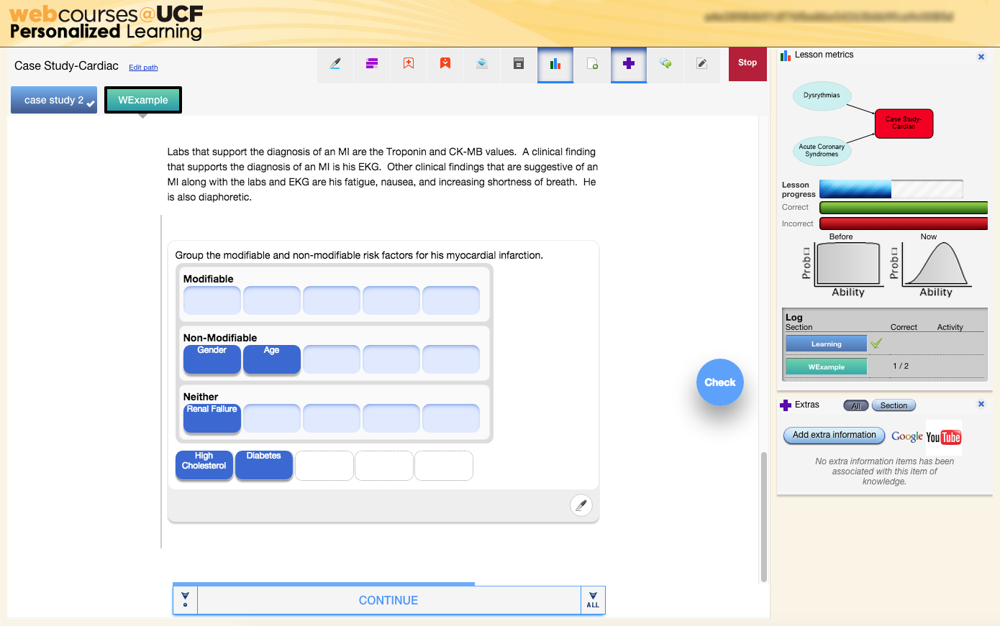 webcourses@UCF
Personalized Learning
Case Study-Cardiac
Edit path
Stop
case study 2
WExample
Labs that support the diagnosis of an MI are the Troponin and CK-MB values.  A clinical finding
that supports the diagnosis of an MI is his EKG.  Other clinical findings that are suggestive of an
MI along with the labs and EKG are his fatigue, nausea, and increasing shortness of breath.  He
is also diaphoretic.
Group the modifiable and non-modifiable risk factors for his myocardial infarction.
Modifiable
Non-Modifiable
Gender
Age
Neither
Renal Failure
High
Cholesterol
Diabetes
Check
CONTINUE
ALL
Lesson metrics
Dysrythmias
Case Study-
Cardiac
Acute Coronary
Syndromes
Lesson
progress
Correct
Incorrect
Before
Now
Prob
Ability
Prob
Ability
Log
Section
Correct
Activity
Learning
WExample
1 / 2
Extras
All
Section
Add extra information
Google
YouTube
No extra information items has been
associated with this item of
knowledge.